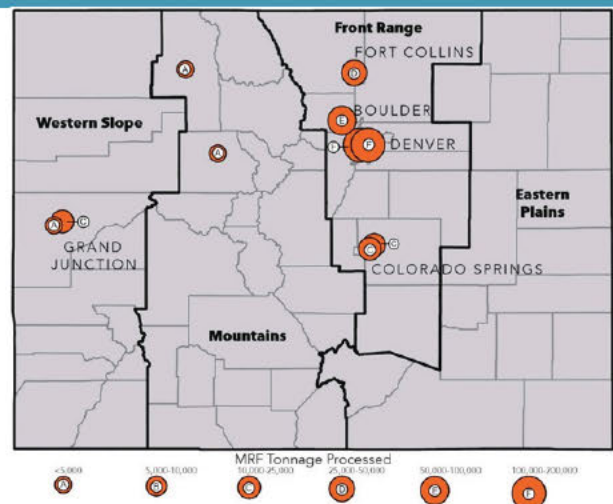 Front Range
FORT COLLINS
A
D
BOULDER
E
Western Slope
F
F
DENVER
A
Eastern
Plains
A
C
GRAND
JUNCTION
C
C
COLORADO SPRINGS
Mountains
MRF Tonnage Processed
<5,000 5,000-10,000 10,000-25,000 25,000-50,000 50,000-100,000 100,000-200,000
A B C D E F